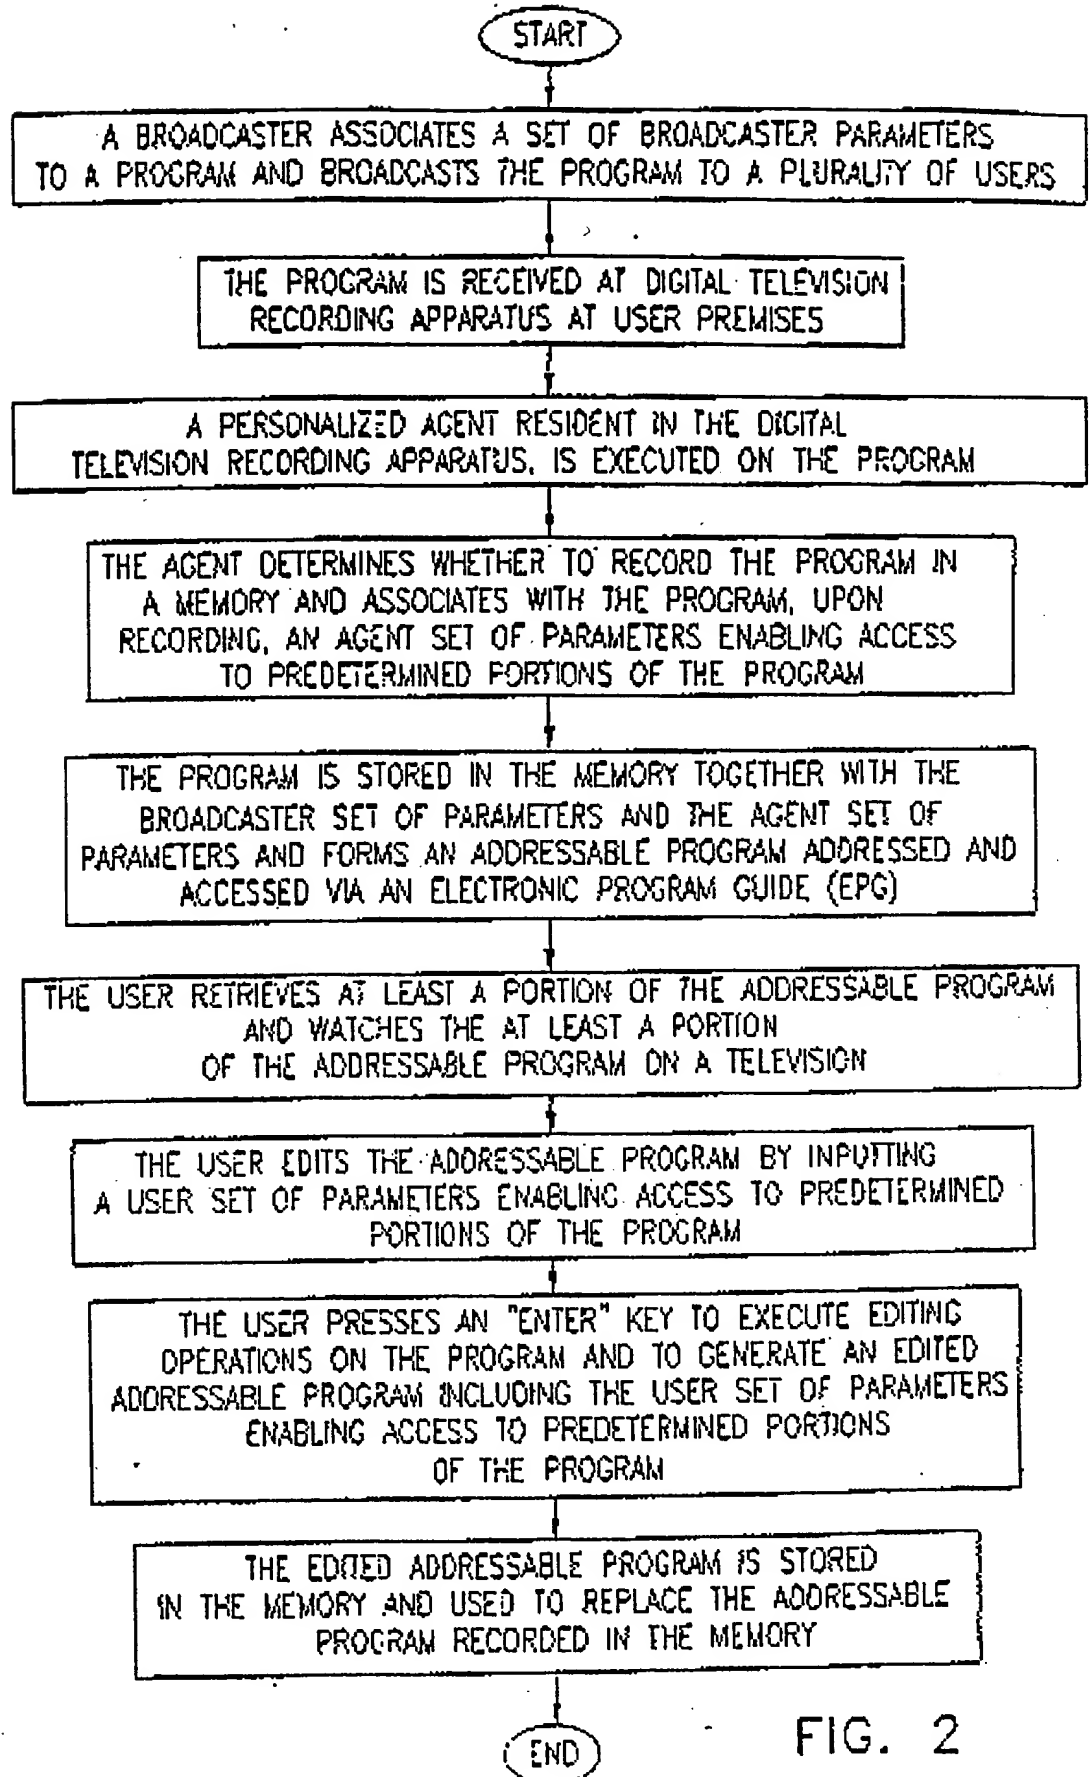 START
A BROADCASTER ASSOCIATES A SET OF BROADCASTER PARAMETERS
TO A PROGRAM AND BROADCASTS THE PROGRAM TO A PLURALITY OF USERS
THE PROGRAM IS RECEIVED AT DIGITAL TELEVISION
RECORDING APPARATUS AT USER PREMISES
A PERSONALIZED AGENT RESIDENT IN THE DIGITAL
TELEVISION RECORDING APPARATUS, IS EXECUTED ON THE PROGRAM
THE AGENT DETERMINES WHETHER TO RECORD THE PROGRAM IN
A MEMORY AND ASSOCIATES WITH THE PROGRAM, UPON
RECORDING, AN AGENT SET OF PARAMETERS ENABLING ACCESS
TO PREDETERMINED PORTIONS OF THE PROGRAM
THE PROGRAM IS STORED IN THE MEMORY TOGETHER WITH THE
BROADCASTER SET OF PARAMETERS AND THE AGENT SET OF
PARAMETERS AND FORMS AN ADDRESSABLE PROGRAM ADDRESSED AND
ACCESSED VIA AN ELECTRONIC PROGRAM GUIDE (EPG)
THE USER RETRIEVES AT LEAST A PORTION OF THE ADDRESSABLE PROGRAM
AND WATCHES THE AT LEAST A PORTION
OF THE ADDRESSABLE PROGRAM ON A TELEVISION
THE USER EDITS THE ADDRESSABLE PROGRAM BY INPUTTING
A USER SET OF PARAMETERS ENABLING ACCESS TO PREDETERMINED
PORTIONS OF THE PROGRAM
THE USER PRESSES AN "ENTER" KEY TO EXECUTE EDITING
OPERATIONS ON THE PROGRAM AND TO GENERATE AN EDITED
ADDRESSABLE PROGRAM INCLUDING THE USER SET OF PARAMETERS
ENABLING ACCESS TO PREDETERMINED PORTIONS
OF THE PROGRAM
THE EDITED ADDRESSABLE PROGRAM IS STORED
IN THE MEMORY AND USED TO REPLACE THE ADDRESSABLE
PROGRAM RECORDED IN THE MEMORY
END
FIG. 2